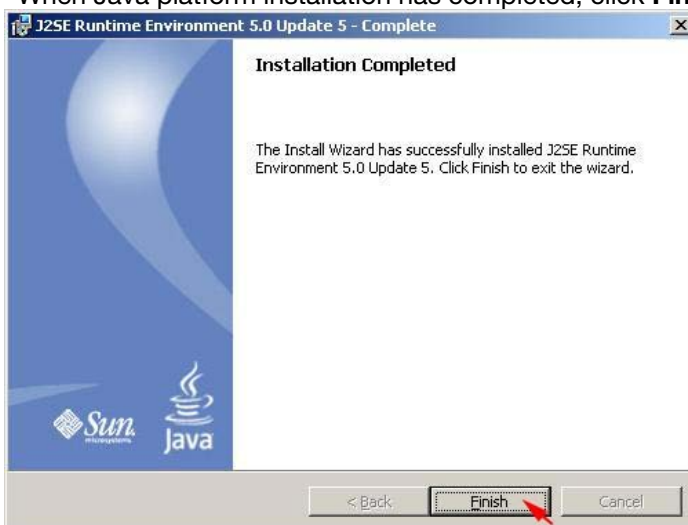 When Java platform installation has completed, click Fin
J2SE Runtime Environment 5.0 Update 5 - Complete
Installation Completed
The Install Wizard has successfully installed J2SE Runtime
Environment 5.0 Update 5. Click Finish to exit the wizard.
Sun
microsystems
Java
< Back Finish Cancel